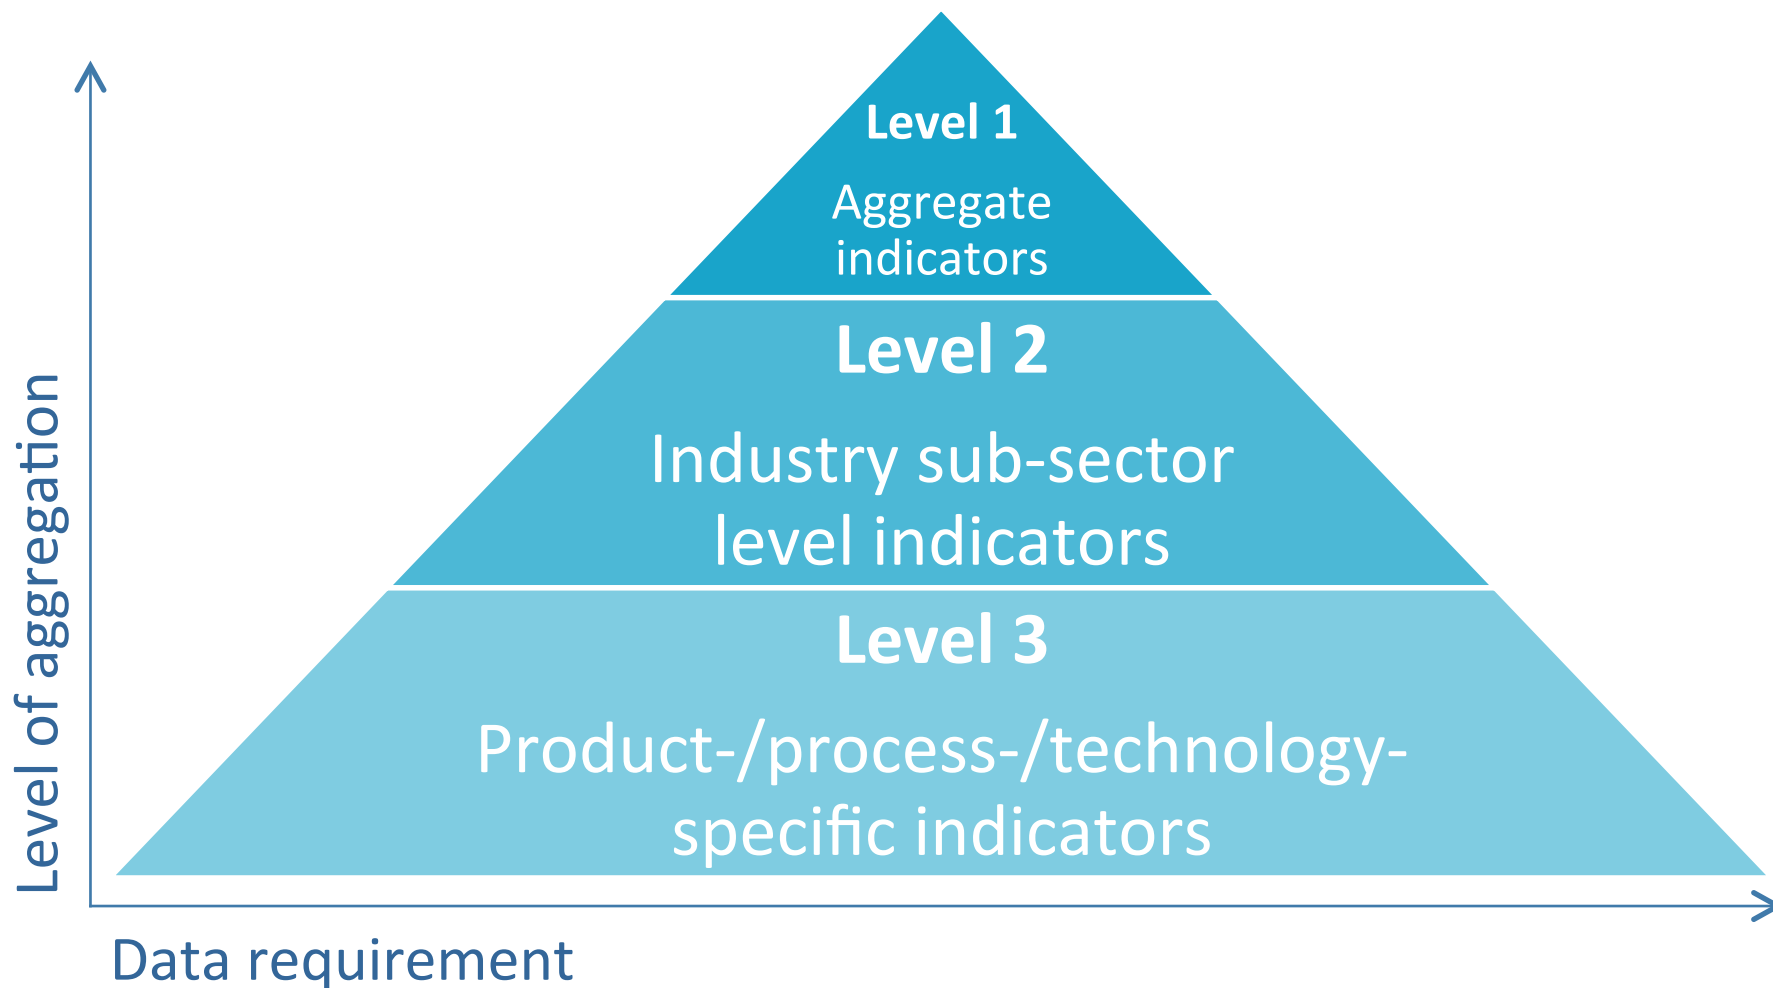 Level 1
Aggregate
indicators
Level 2
Industry sub-sector
level indicators
Level 3
Product-/process-/technology-
specific indicators
Level of aggregation
Data requirement